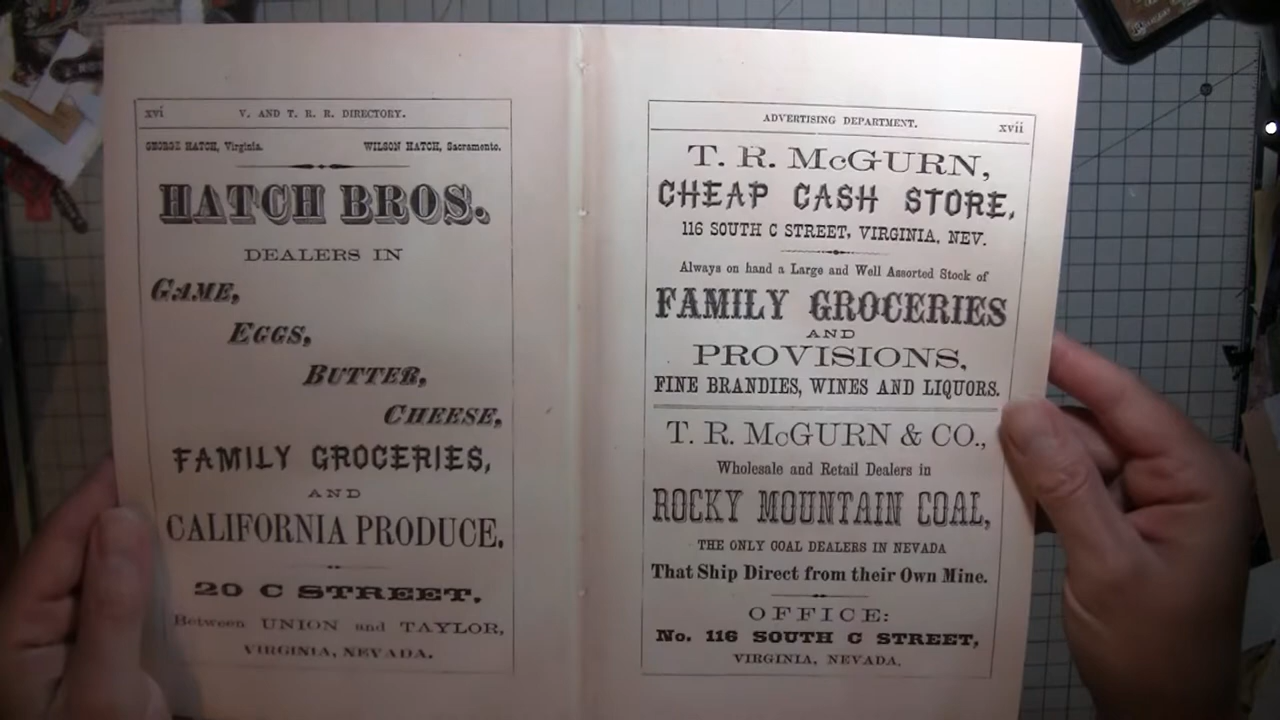 xvi V. AND T. R. R. DIRECTORY.
GEORGE HATCH, Virginia. WILSON HATCH, Sacramento.
HATCH BROS.
DEALERS IN
GAME,
EGGS,
BUTTER,
CHEESE,
FAMILY GROCERIES,
AND
CALIFORNIA PRODUCE.
20 C STREET,
Between UNION and TAYLOR,
VIRGINIA, NEVADA.
ADVERTISING DEPARTMENT. xvii
T. R. McGURN,
CHEAP CASH STORE,
116 SOUTH C STREET, VIRGINIA, NEV.
Always on hand a Large and Well Assorted Stock of
FAMILY GROCERIES
AND
PROVISIONS,
FINE BRANDIES, WINES AND LIQUORS.
T. R. McGURN & CO.,
Wholesale and Retail Dealers in
ROCKY MOUNTAIN COAL,
THE ONLY COAL DEALERS IN NEVADA
That Ship Direct from their Own Mine.
OFFICE:
No. 116 SOUTH C STREET,
VIRGINIA, NEVADA.